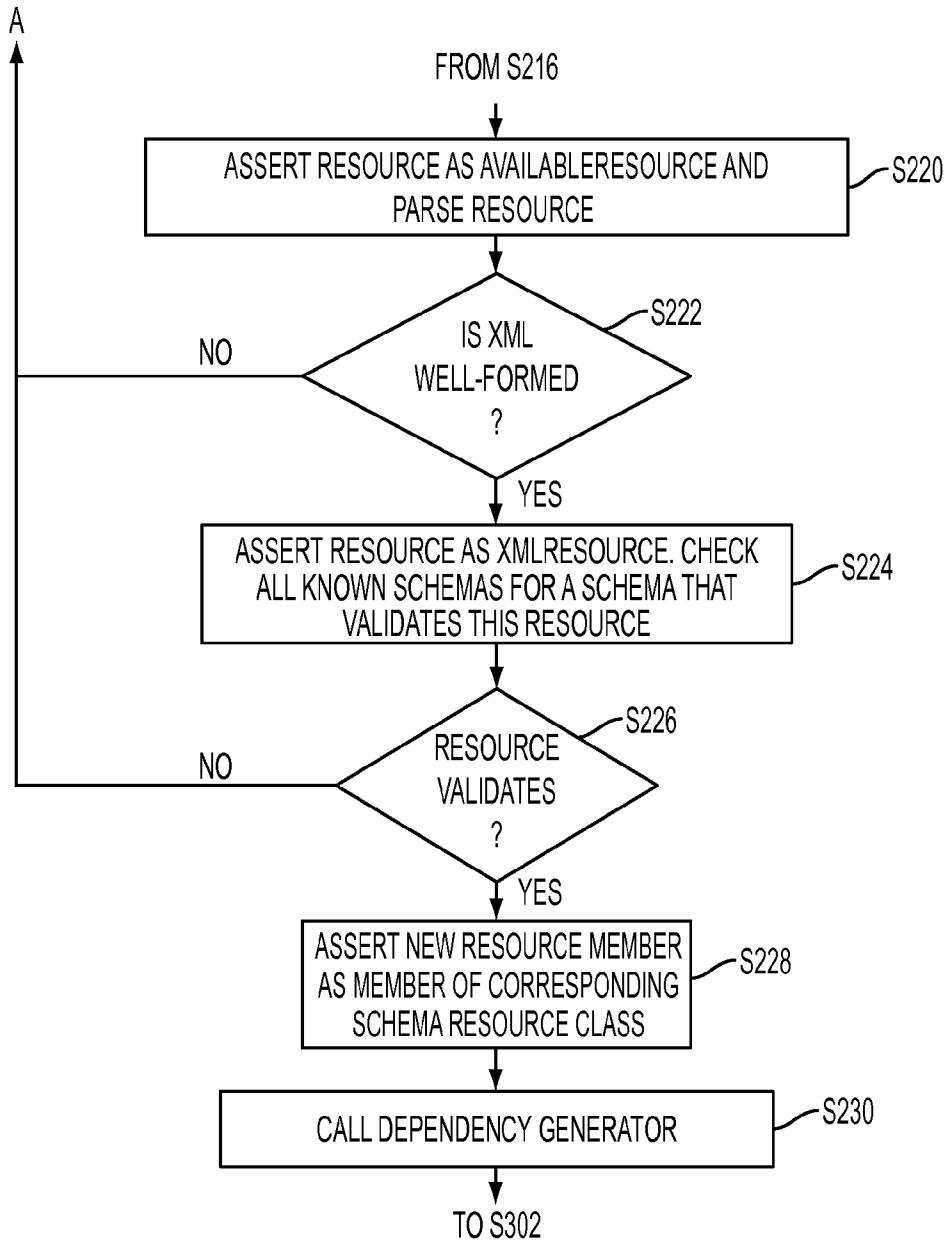 A
FROM S216
ASSERT RESOURCE AS AVAILABLERESOURCE AND
PARSE RESOURCE
S220
IS XML
WELL-FORMED
?
S222
NO
YES
ASSERT RESOURCE AS XMLRESOURCE. CHECK
ALL KNOWN SCHEMAS FOR A SCHEMA THAT
VALIDATES THIS RESOURCE
S224
RESOURCE
VALIDATES
?
S226
NO
YES
ASSERT NEW RESOURCE MEMBER
AS MEMBER OF CORRESPONDING
SCHEMA RESOURCE CLASS
S228
CALL DEPENDENCY GENERATOR
S230
TO S302